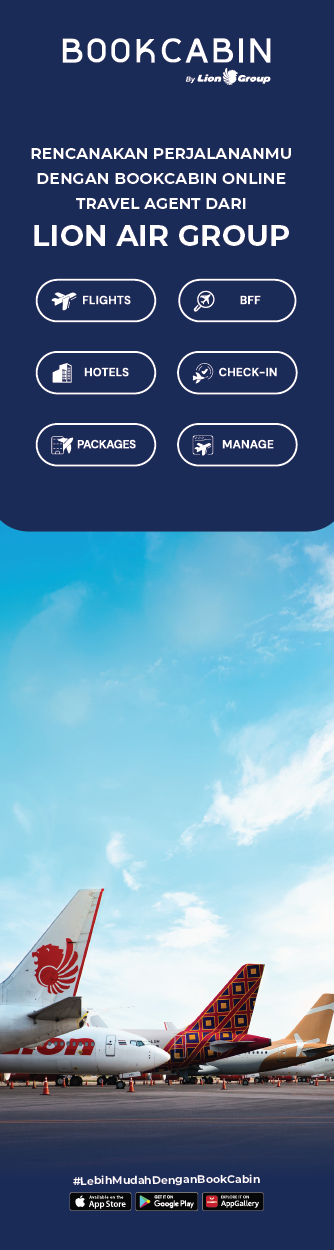 BOOKCABIN
By Lion Group
RENCANAKAN PERJALANANMU
DENGAN BOOKCABIN ONLINE
TRAVEL AGENT DARI
LION AIR GROUP
FLIGHTS
BFF
HOTELS
CHECK-IN
PACKAGES
MANAGE
lion
#LebihMudahDenganBookCabin
Available on the
App Store
GET IT ON
Google Play
EXPLORE IT ON
AppGallery